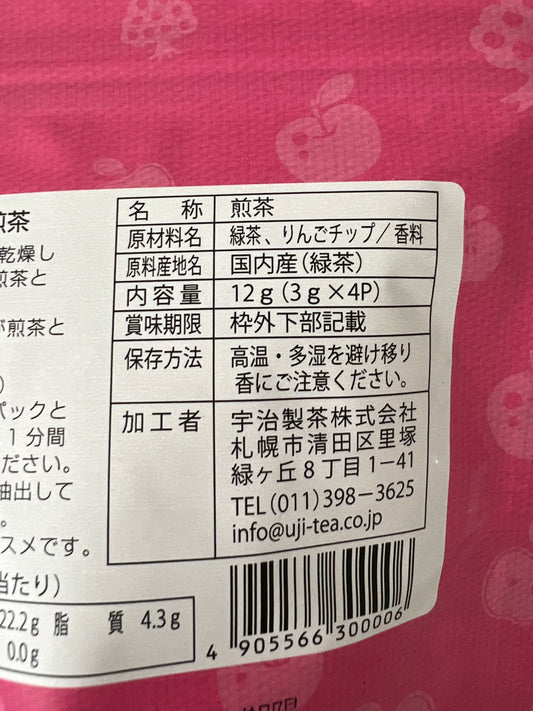 煎茶
乾燥し
煎茶と
が煎茶と
)
パックと
1分間
ださい。
抽出して
。
スメです。
名称 煎茶
原材料名 緑茶、りんごチップ/香料
原料産地名 国内産(緑茶)
内容量 12g(3g×4P)
賞味期限 枠外下部記載
保存方法 高温・多湿を避け移り
香にご注意ください。
加工者 宇治製茶株式会社
札幌市清田区里塚
緑ヶ丘8丁目1-41
TEL(011)398-3625
info@uji-tea.co.jp
当たり)
22.2g 脂質 4.3g
0.0g
4 905566 300006